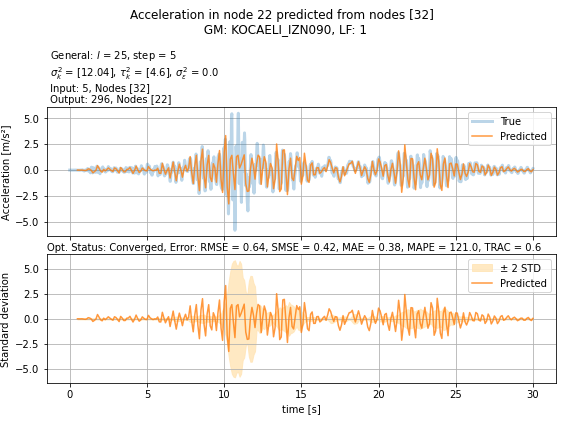 Acceleration in node 22 predicted from nodes [32]
GM: KOCAELI_IZN090, LF: 1
General: l = 25, step = 5
σ²ₖ = [12.04], τ²ₖ = [4.6], σ²ε = 0.0
Input: 5, Nodes [32]
Output: 296, Nodes [22]
5.0
2.5
0.0
−2.5
−5.0
Acceleration [m/s²]
True
Predicted
Opt. Status: Converged, Error: RMSE = 0.64, SMSE = 0.42, MAE = 0.38, MAPE = 121.0, TRAC = 0.6
5.0
2.5
0.0
−2.5
−5.0
Standard deviation
± 2 STD
Predicted
0 5 10 15 20 25 30
time [s]